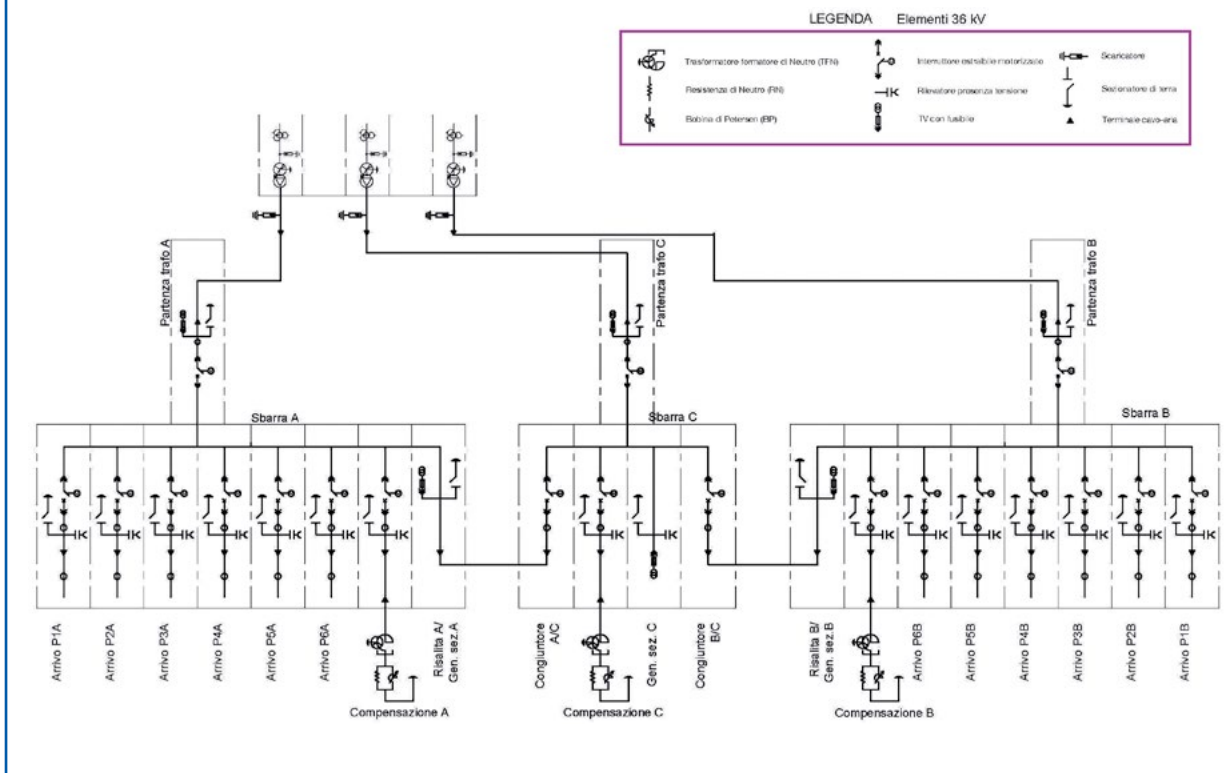 LEGENDA Elementi 36 kV
Trasformatore formatore di Neutro (TFN)
Resistenza di Neutro (RN)
Bobina di Petersen (BP)
Interruttore estraibile motorizzato
Rilevatore presenza tensione
TV con fusibile
Scaricatore
Sezionatore di terra
Terminale cavo-aria
Partenza trafo A
Partenza trafo C
Partenza trafo B
Sbarra A
Sbarra C
Sbarra B
Arrivo P1A
Arrivo P2A
Arrivo P3A
Arrivo P4A
Arrivo P5A
Arrivo P6A
Compensazione A
Risalita A/
Gen. sez.A
Congiuntore
A/C
Compensazione C
Gen. sez. C
Congiuntore
B/C
Risalita B/
Gen. sez.B
Compensazione B
Arrivo P6B
Arrivo P5B
Arrivo P4B
Arrivo P3B
Arrivo P2B
Arrivo P1B